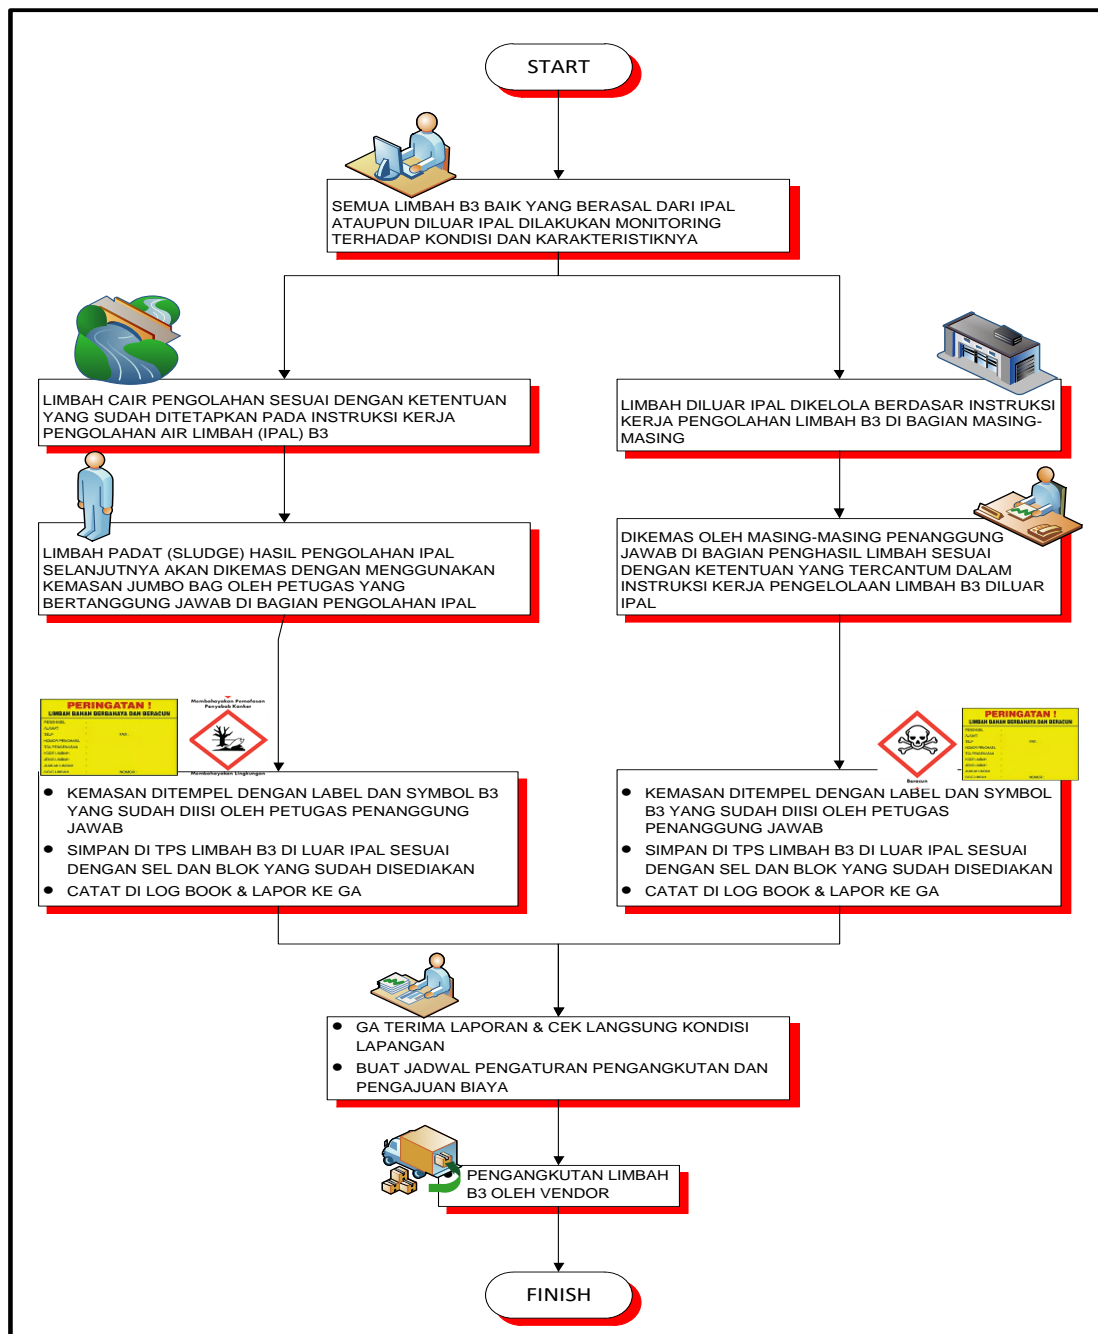 START
SEMUA LIMBAH B3 BAIK YANG BERASAL DARI IPAL
ATAUPUN DILUAR IPAL DILAKUKAN MONITORING
TERHADAP KONDISI DAN KARAKTERISTIKNYA
LIMBAH CAIR PENGOLAHAN SESUAI DENGAN KETENTUAN
YANG SUDAH DITETAPKAN PADA INSTRUKSI KERJA
PENGOLAHAN AIR LIMBAH (IPAL) B3
LIMBAH DILUAR IPAL DIKELOLA BERDASAR INSTRUKSI
KERJA PENGOLAHAN LIMBAH B3 DI BAGIAN MASING-
MASING
LIMBAH PADAT (SLUDGE) HASIL PENGOLAHAN IPAL
SELANJUTNYA AKAN DIKEMAS DENGAN MENGGUNAKAN
KEMASAN JUMBO BAG OLEH PETUGAS YANG
BERTANGGUNG JAWAB DI BAGIAN PENGOLAHAN IPAL
DIKEMAS OLEH MASING-MASING PENANGGUNG
JAWAB DI BAGIAN PENGHASIL LIMBAH SESUAI
DENGAN KETENTUAN YANG TERCANTUM DALAM
INSTRUKSI KERJA PENGELOLAAN LIMBAH B3 DILUAR
IPAL
PERINGATAN !
LIMBAH BAHAN BERBAHAYA DAN BERACUN
Membahayakan Pernafasan
Penyebab Kanker
Membahayakan Lingkungan
Beracun
PERINGATAN !
LIMBAH BAHAN BERBAHAYA DAN BERACUN
● KEMASAN DITEMPEL DENGAN LABEL DAN SYMBOL B3
YANG SUDAH DIISI OLEH PETUGAS PENANGGUNG
JAWAB
● SIMPAN DI TPS LIMBAH B3 DI LUAR IPAL SESUAI
DENGAN SEL DAN BLOK YANG SUDAH DISEDIAKAN
● CATAT DI LOG BOOK & LAPOR KE GA
● KEMASAN DITEMPEL DENGAN LABEL DAN SYMBOL
B3 YANG SUDAH DIISI OLEH PETUGAS
PENANGGUNG JAWAB
● SIMPAN DI TPS LIMBAH B3 DI LUAR IPAL SESUAI
DENGAN SEL DAN BLOK YANG SUDAH DISEDIAKAN
● CATAT DI LOG BOOK & LAPOR KE GA
● GA TERIMA LAPORAN & CEK LANGSUNG KONDISI
LAPANGAN
● BUAT JADWAL PENGATURAN PENGANGKUTAN DAN
PENGAJUAN BIAYA
PENGANGKUTAN LIMBAH
B3 OLEH VENDOR
FINISH